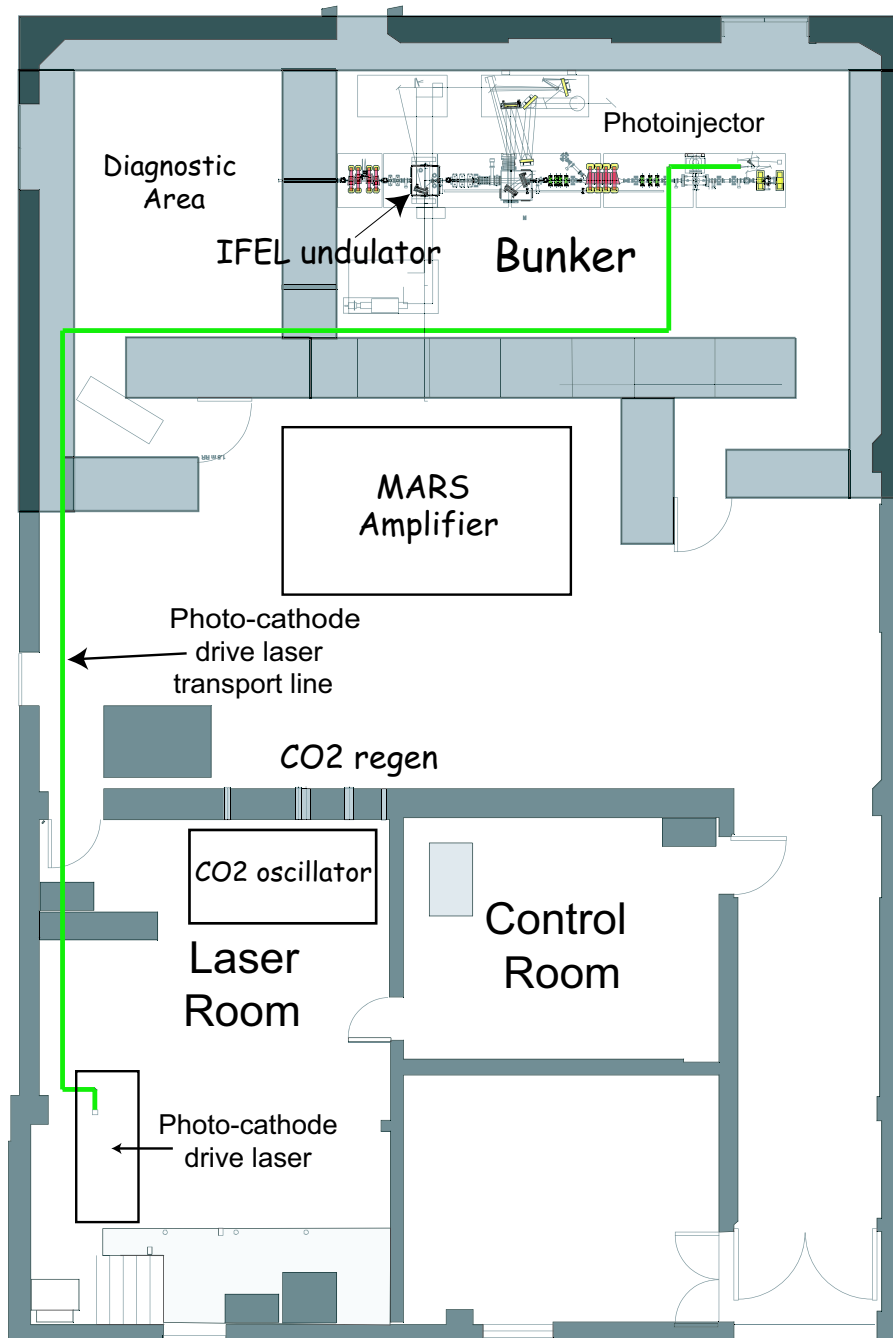 Photoinjector
Diagnostic
Area
IFEL undulator
Bunker
MARS
Amplifier
Photo-cathode
drive laser
transport line
CO2 regen
CO2 oscillator
Laser
Room
Control
Room
Photo-cathode
drive laser